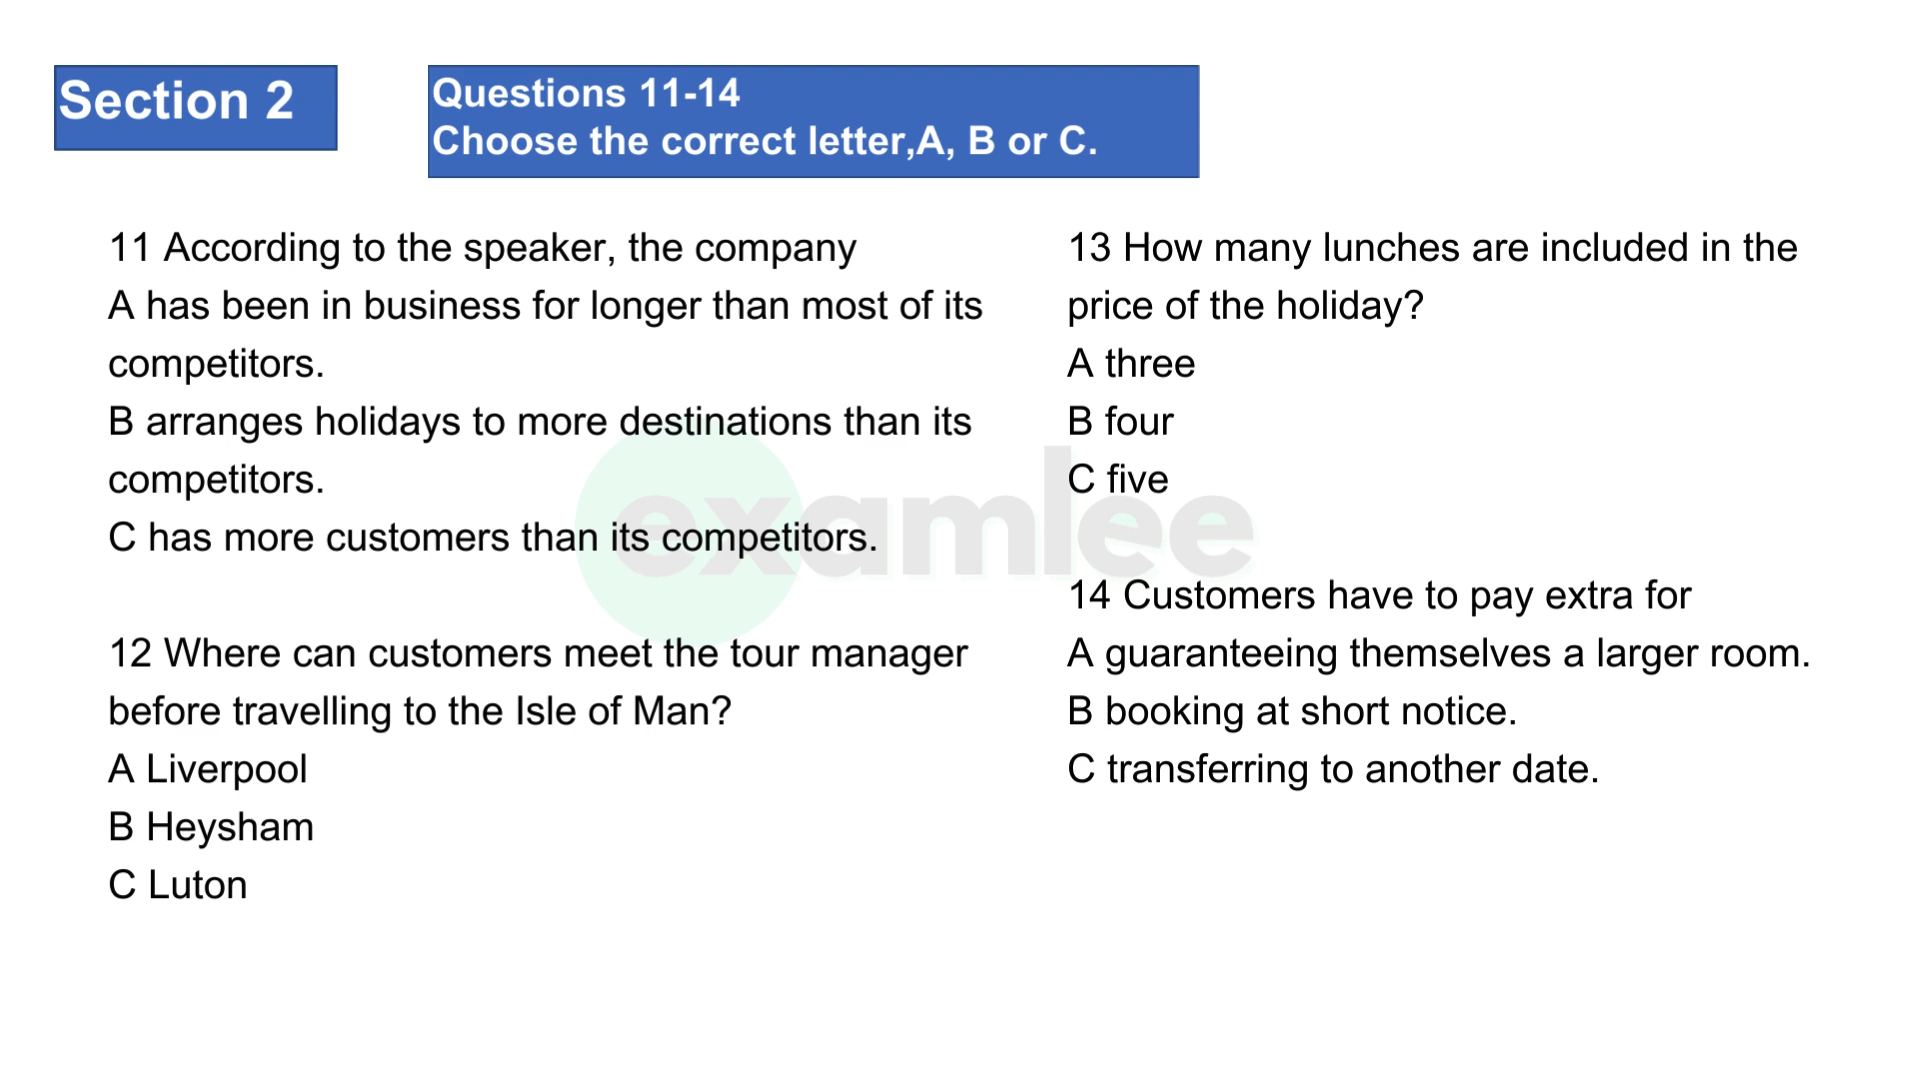 Section 2
Questions 11-14
Choose the correct letter,A, B or C.
11 According to the speaker, the company
A has been in business for longer than most of its
competitors.
B arranges holidays to more destinations than its
competitors.
C has more customers than its competitors.
12 Where can customers meet the tour manager
before travelling to the Isle of Man?
A Liverpool
B Heysham
C Luton
13 How many lunches are included in the
price of the holiday?
A three
B four
C five
14 Customers have to pay extra for
A guaranteeing themselves a larger room.
B booking at short notice.
C transferring to another date.
examlee